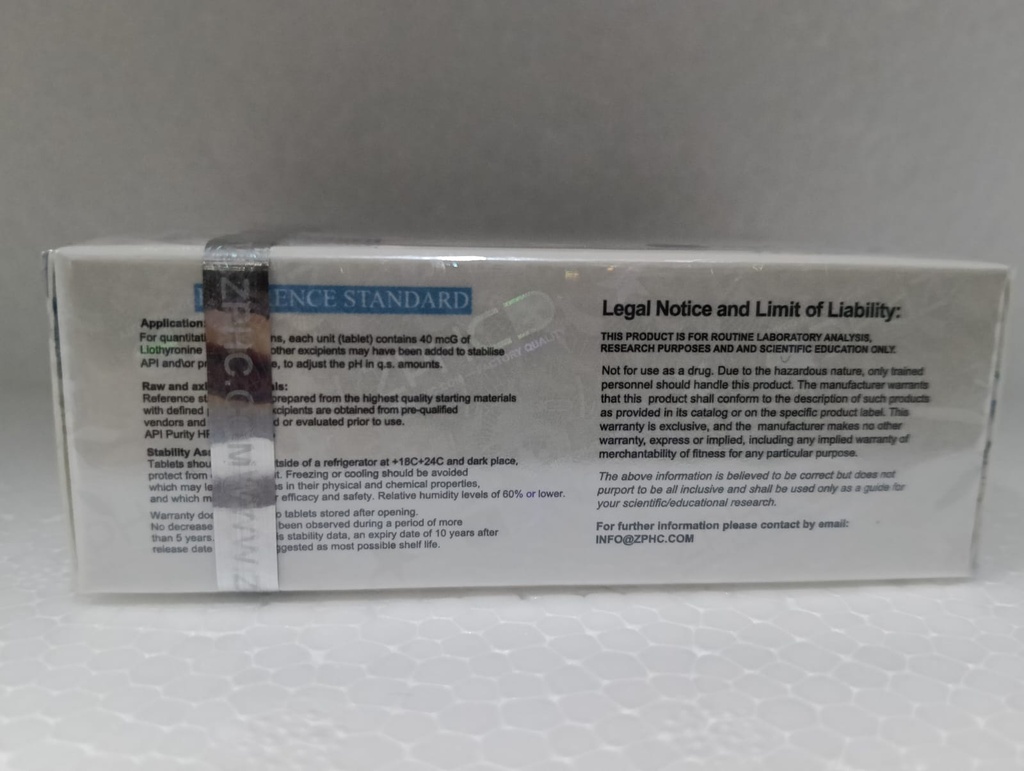 ENCE STANDARD
Application:
For quantitati ns, each unit (tablet) contains 40 mcG of
Liothyronine other excipients may have been added to stabilise
API and\or pr e, to adjust the pH in q.s. amounts.
Raw and axi ls:
Reference st prepared from the highest quality starting materials
with defined cipients are obtained from pre-qualified
vendors and d or evaluated prior to use.
API Purity HP
Stability As
Tablets shou tside of a refrigerator at +18C+24C and dark place,
protect from t. Freezing or cooling should be avoided
which may le s in their physical and chemical properties,
and which m r efficacy and safety. Relative humidity levels of 60% or lower.
Warranty do o tablets stored after opening.
No decrease been observed during a period of more
than 5 years. s stability data, an expiry date of 10 years after
release date ggested as most possible shelf life.
ZPHC.COM WWW.Z
Legal Notice and Limit of Liability:
THIS PRODUCT IS FOR ROUTINE LABORATORY ANALYSIS,
RESEARCH PURPOSES AND AND SCIENTIFIC EDUCATION ONLY.
Not for use as a drug. Due to the hazardous nature, only trained
personnel should handle this product. The manufacturer warrants
that this product shall conform to the description of such products
as provided in its catalog or on the specific product label. This
warranty is exclusive, and the manufacturer makes no other
warranty, express or implied, including any implied warranty of
merchantability of fitness for any particular purpose.
The above information is believed to be correct but does not
purport to be all inclusive and shall be used only as a guide for
your scientific/educational research.
For further information please contact by email:
INFO@ZPHC.COM